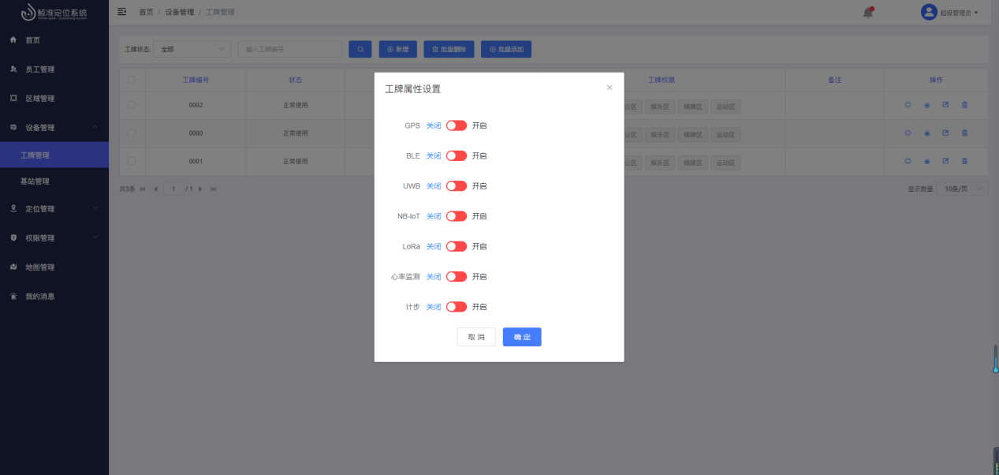 鲸准定位系统
首页 / 设备管理 / 工牌管理
超级管理员
首页
员工管理
区域管理
设备管理
工牌管理
基站管理
定位管理
权限管理
地图管理
我的消息
工牌状态: 全部 输入工牌编号 新增 批量删除 批量添加
工牌编号 状态 工牌权限 备注 操作
0002 正常使用 公区 娱乐区 棋牌区 运动区
0000 正常使用 公区 娱乐区 棋牌区 运动区
0001 正常使用 公区 娱乐区 棋牌区 运动区
共3条 1 / 1 显示数量: 10条/页
工牌属性设置
GPS 关闭 开启
BLE 关闭 开启
UWB 关闭 开启
NB-IoT 关闭 开启
LoRa 关闭 开启
心率监测 关闭 开启
计步 关闭 开启
取消 确定